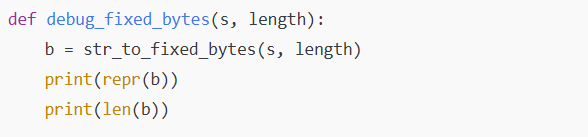 def debug_fixed_bytes(s, length):
    b = str_to_fixed_bytes(s, length)
    print(repr(b))
    print(len(b))